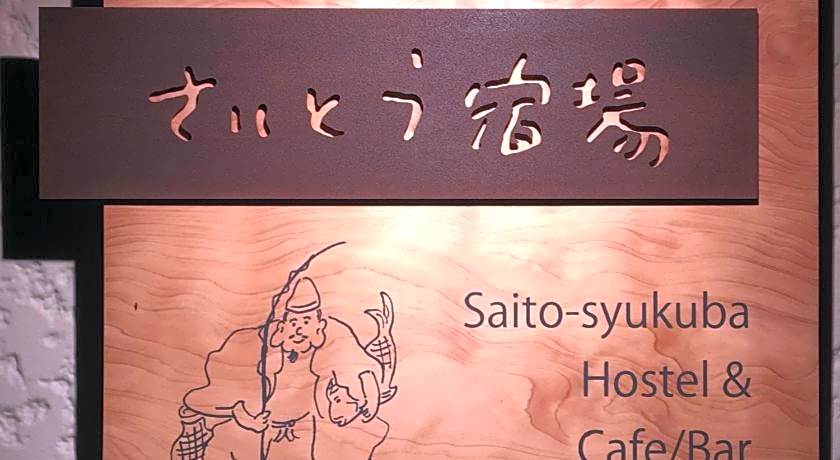 さいとう宿場
Saito-syukuba
Hostel &
Cafe/Bar